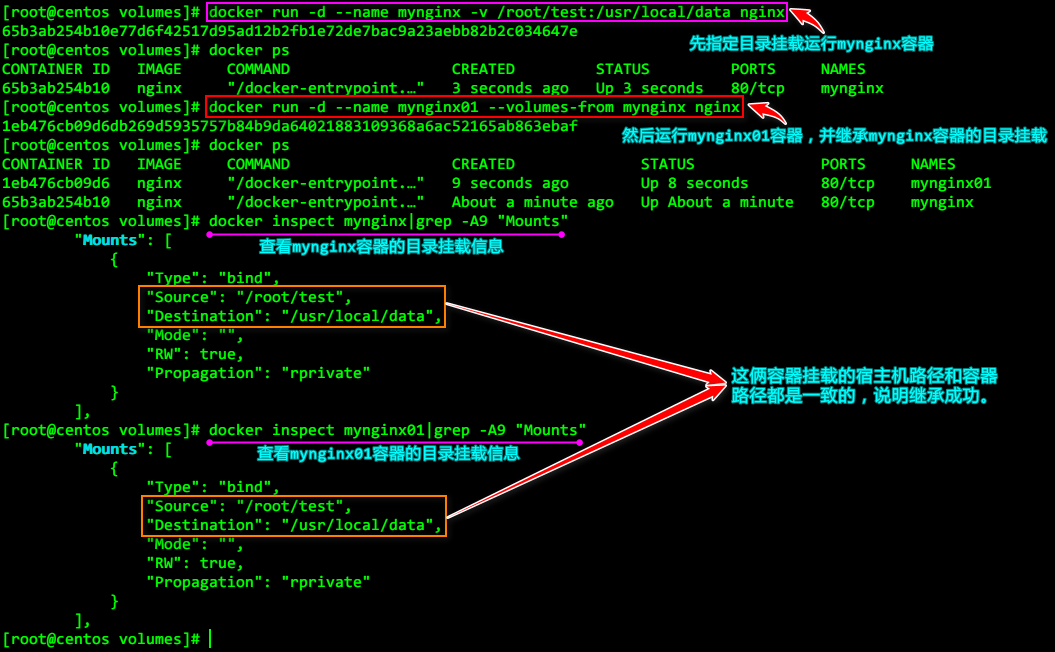 [root@centos volumes]# docker run -d --name mynginx -v /root/test:/usr/local/data nginx
65b3ab254b10e77d6f42517d95ad12b2fb1e72de7bac9a23aebb82b2c034647e
先指定目录挂载运行mynginx容器
[root@centos volumes]# docker ps
CONTAINER ID   IMAGE     COMMAND                  CREATED         STATUS         PORTS     NAMES
65b3ab254b10   nginx     "/docker-entrypoint.…"   3 seconds ago   Up 3 seconds   80/tcp    mynginx
[root@centos volumes]# docker run -d --name mynginx01 --volumes-from mynginx nginx
1eb476cb09d6db269d5935757b84b9da64021883109368a6ac52165ab863ebaf
然后运行mynginx01容器，并继承mynginx容器的目录挂载
[root@centos volumes]# docker ps
CONTAINER ID   IMAGE     COMMAND                  CREATED              STATUS              PORTS     NAMES
1eb476cb09d6   nginx     "/docker-entrypoint.…"   9 seconds ago        Up 8 seconds        80/tcp    mynginx01
65b3ab254b10   nginx     "/docker-entrypoint.…"   About a minute ago   Up About a minute   80/tcp    mynginx
[root@centos volumes]# docker inspect mynginx|grep -A9 "Mounts"
        "Mounts": [
查看mynginx容器的目录挂载信息
            {
                "Type": "bind",
                "Source": "/root/test",
                "Destination": "/usr/local/data",
                "Mode": "",
                "RW": true,
                "Propagation": "rprivate"
            }
        ],
这俩容器挂载的宿主机路径和容器
路径都是一致的，说明继承成功。
[root@centos volumes]# docker inspect mynginx01|grep -A9 "Mounts"
        "Mounts": [
查看mynginx01容器的目录挂载信息
            {
                "Type": "bind",
                "Source": "/root/test",
                "Destination": "/usr/local/data",
                "Mode": "",
                "RW": true,
                "Propagation": "rprivate"
            }
        ],
[root@centos volumes]#